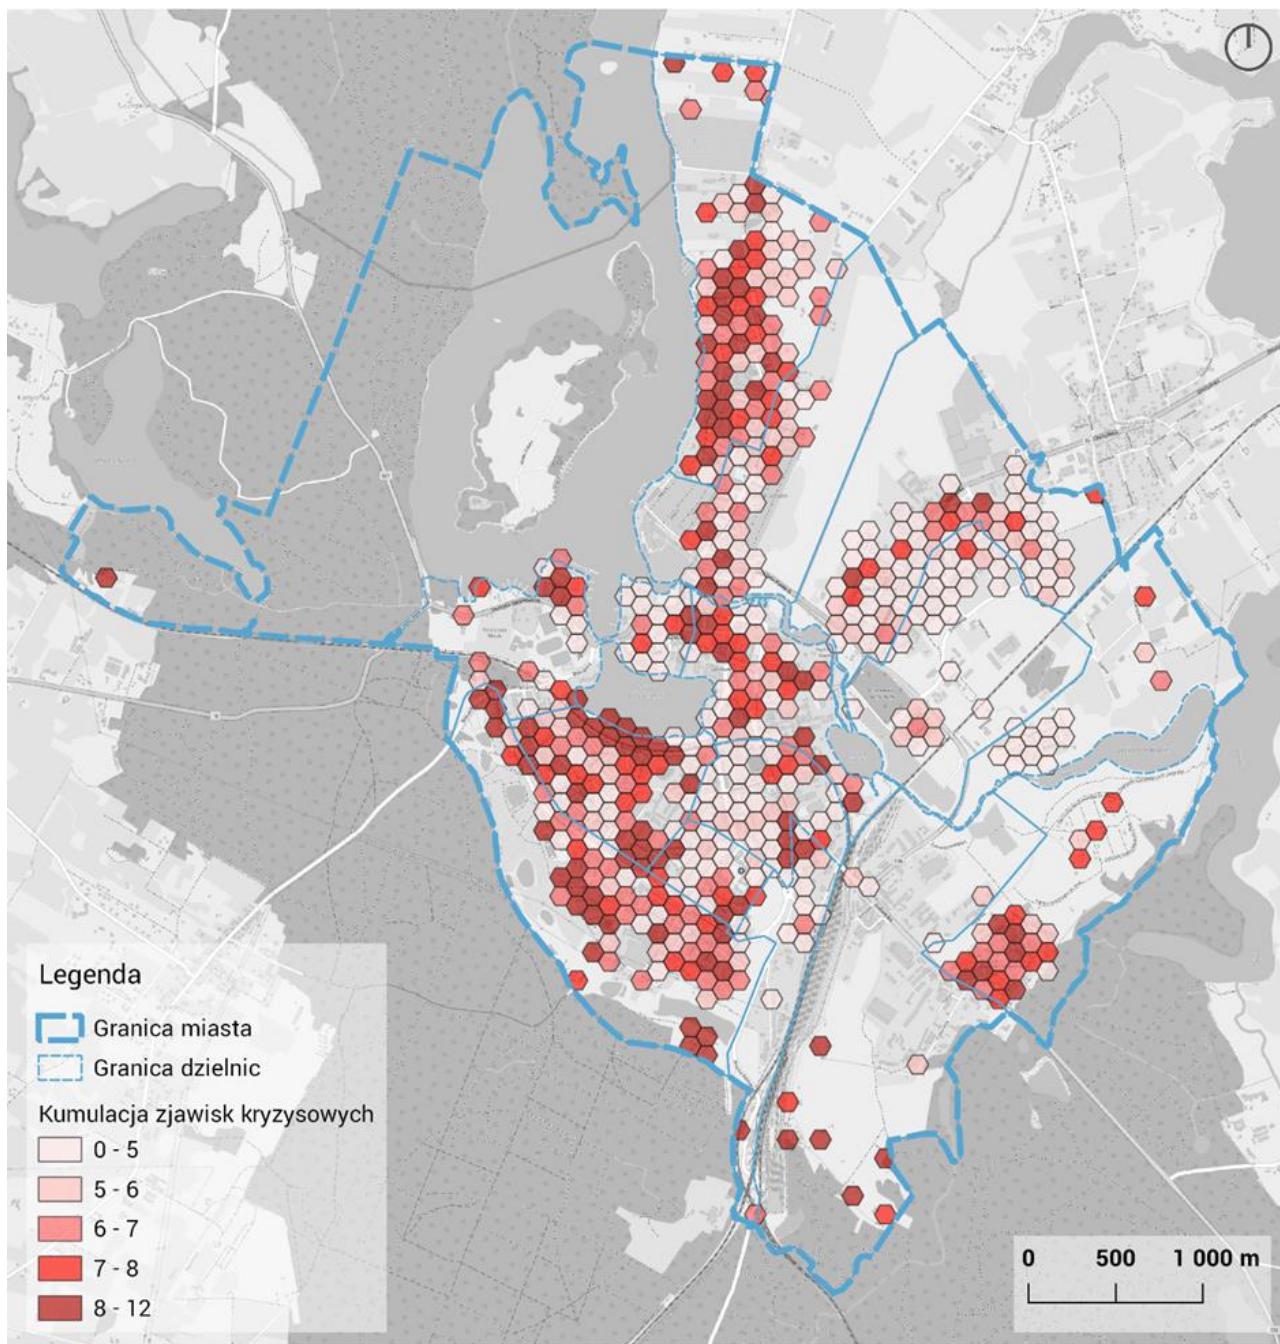 Legenda
Granica miasta
Granica dzielnic
Kumulacja zjawisk kryzysowych
0 - 5
5 - 6
6 - 7
7 - 8
8 - 12
0 500 1 000 m